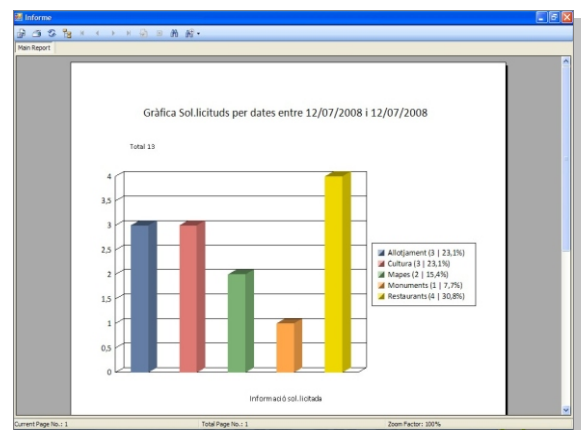 Informe
Main Report
Gràfica Sol.licituds per dates entre 12/07/2008 i 12/07/2008
Total 13
4
3,5
3
2,5
2
1,5
1
0,5
0
Allotjament (3 | 23,1%)
Cultura (3 | 23,1%)
Mapes (2 | 15,4%)
Monuments (1 | 7,7%)
Restaurants (4 | 30,8%)
Informació sol.licitada
Current Page No.: 1 Total Page No.: 1 Zoom Factor: 100%